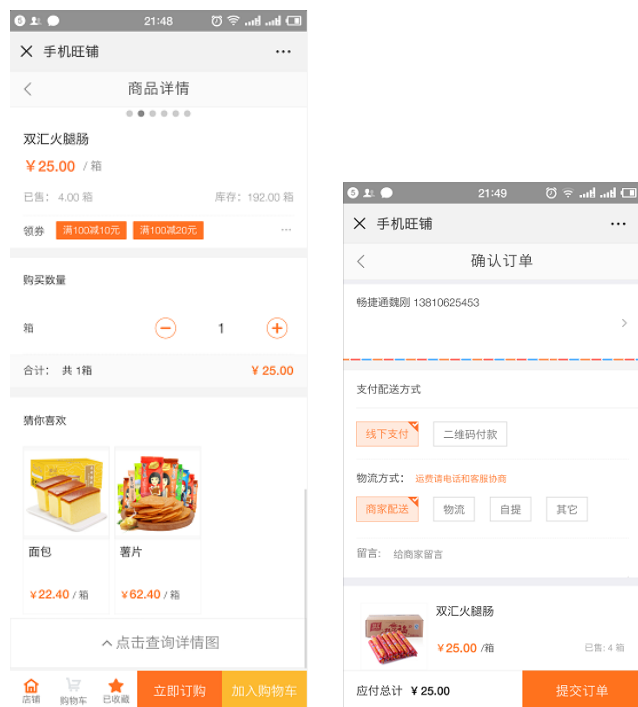 5 21:48
手机旺铺
商品详情
双汇火腿肠
￥25.00 / 箱
已售: 4.00 箱 库存: 192.00 箱
领券 满100减10元 满100减20元
购买数量
箱 1
合计: 共 1箱 ¥ 25.00
猜你喜欢
面包 薯片
¥22.40 / 箱 ¥62.40 / 箱
点击查询详情图
店铺 购物车 已收藏 立即订购 加入购物车
5 21:49
手机旺铺
确认订单
畅捷通魏刚 13810625453
支付配送方式
线下支付 二维码付款
物流方式: 运费请电话和客服协商
商家配送 物流 自提 其它
留言: 给商家留言
双汇火腿肠
¥25.00 /箱 已售: 4 箱
应付总计 ¥ 25.00 提交订单